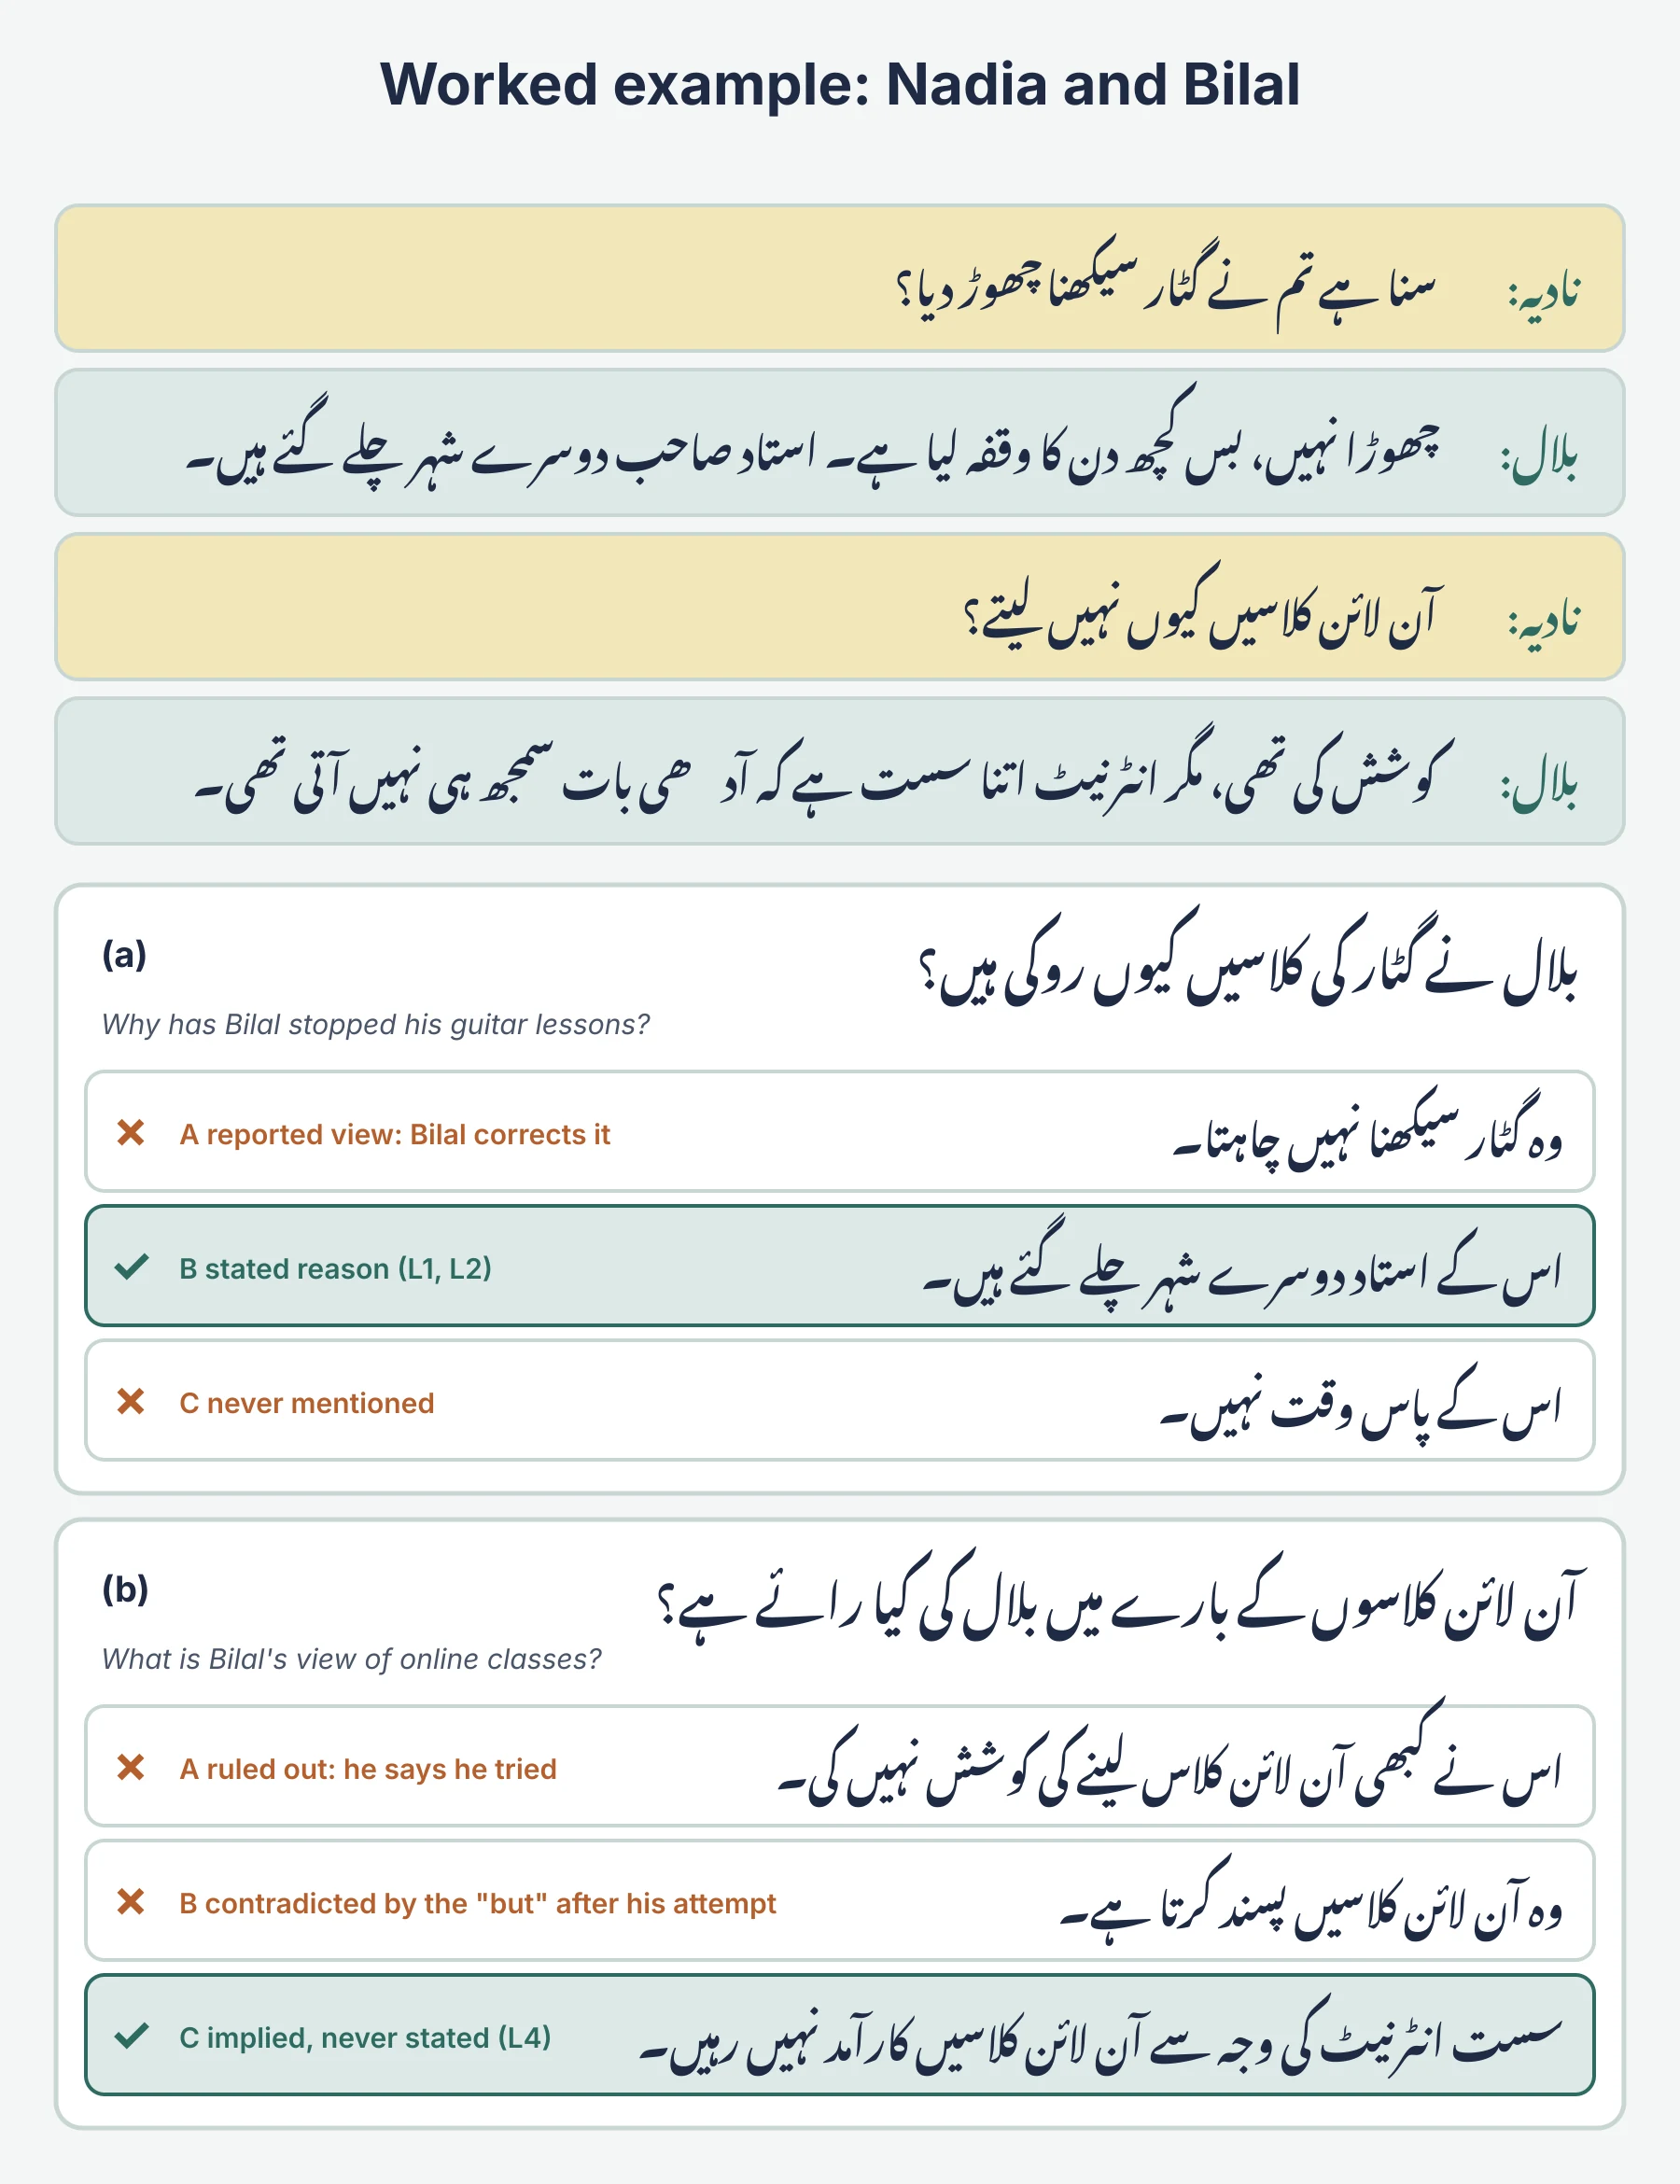 Worked example: Nadia and Bilal
نادیہ: سنا ہے تم نے گٹار سیکھنا چھوڑ دیا؟
بلال: چھوڑا نہیں، بس کچھ دن کا وقفہ لیا ہے۔ استاد صاحب دوسرے شہر چلے گئے ہیں۔
نادیہ: آن لائن کلاسیں کیوں نہیں لیتے؟
بلال: کوشش کی تھی، مگر انٹرنیٹ اتنا سست ہے کہ آدھی بات سمجھ ہی نہیں آتی تھی۔
(a) بلال نے گٹار کی کلاسیں کیوں روکی ہیں؟
Why has Bilal stopped his guitar lessons?
✕ A reported view: Bilal corrects it وہ گٹار سیکھنا نہیں چاہتا۔
✓ B stated reason (L1, L2) اس کے استاد دوسرے شہر چلے گئے ہیں۔
✕ C never mentioned اس کے پاس وقت نہیں۔
(b) آن لائن کلاسوں کے بارے میں بلال کی کیا رائے ہے؟
What is Bilal's view of online classes?
✕ A ruled out: he says he tried اس نے کبھی آن لائن کلاس لینے کی کوشش نہیں کی۔
✕ B contradicted by the "but" after his attempt وہ آن لائن کلاسیں پسند کرتا ہے۔
✓ C implied, never stated (L4) سست انٹرنیٹ کی وجہ سے آن لائن کلاسیں کارآمد نہیں رہیں۔